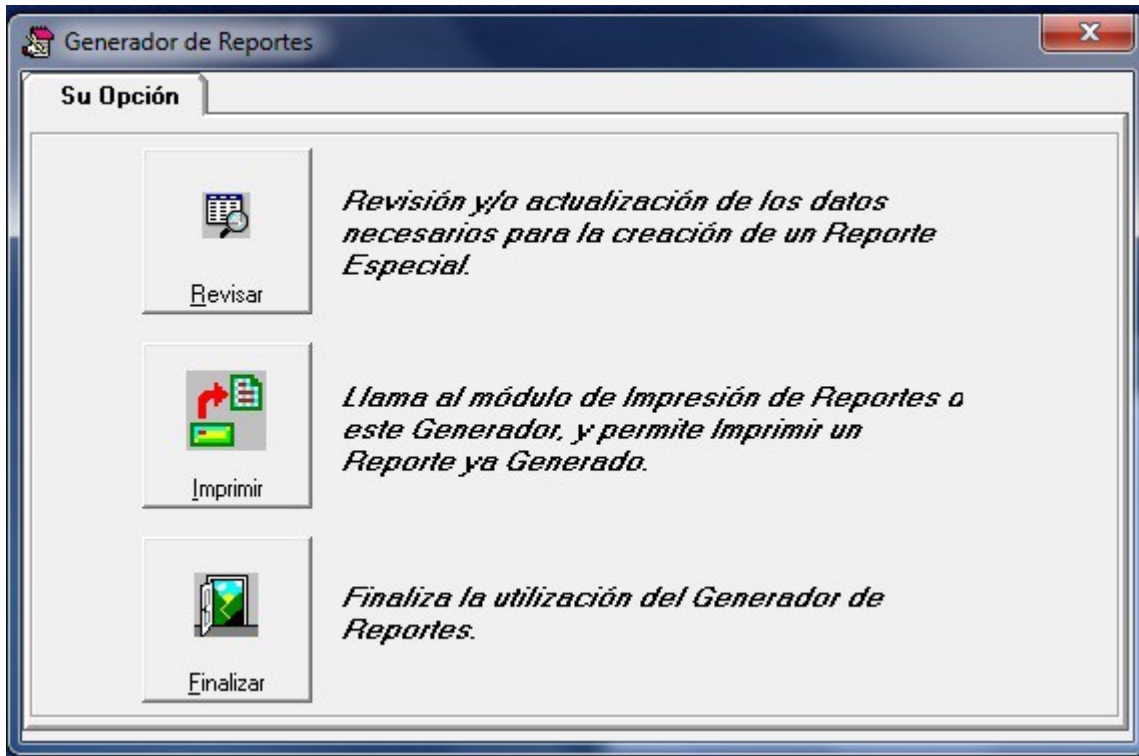 Generador de Reportes
Su Opción
Revisión y/o actualización de los datos
necesarios para la creación de un Reporte
Especial.
Revisar
Llama al módulo de Impresión de Reportes a
este Generador, y permite Imprimir un
Reporte ya Generado.
Imprimir
Finaliza la utilización del Generador de
Reportes.
Finalizar